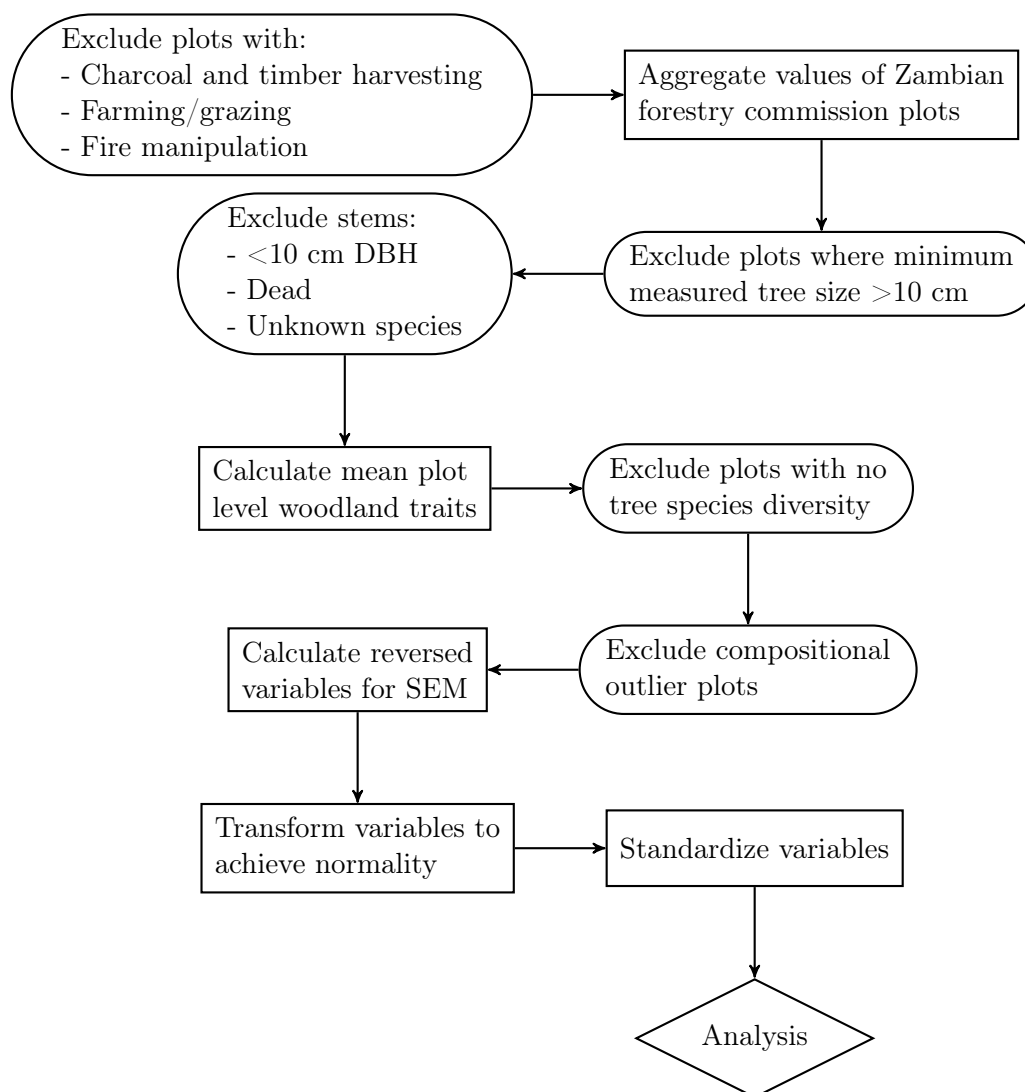 Exclude plots with:
- Charcoal and timber harvesting
- Farming/grazing
- Fire manipulation
Aggregate values of Zambian
forestry commission plots
Exclude plots where minimum
measured tree size >10 cm
Exclude stems:
- <10 cm DBH
- Dead
- Unknown species
Calculate mean plot
level woodland traits
Exclude plots with no
tree species diversity
Exclude compositional
outlier plots
Calculate reversed
variables for SEM
Transform variables to
achieve normality
Standardize variables
Analysis